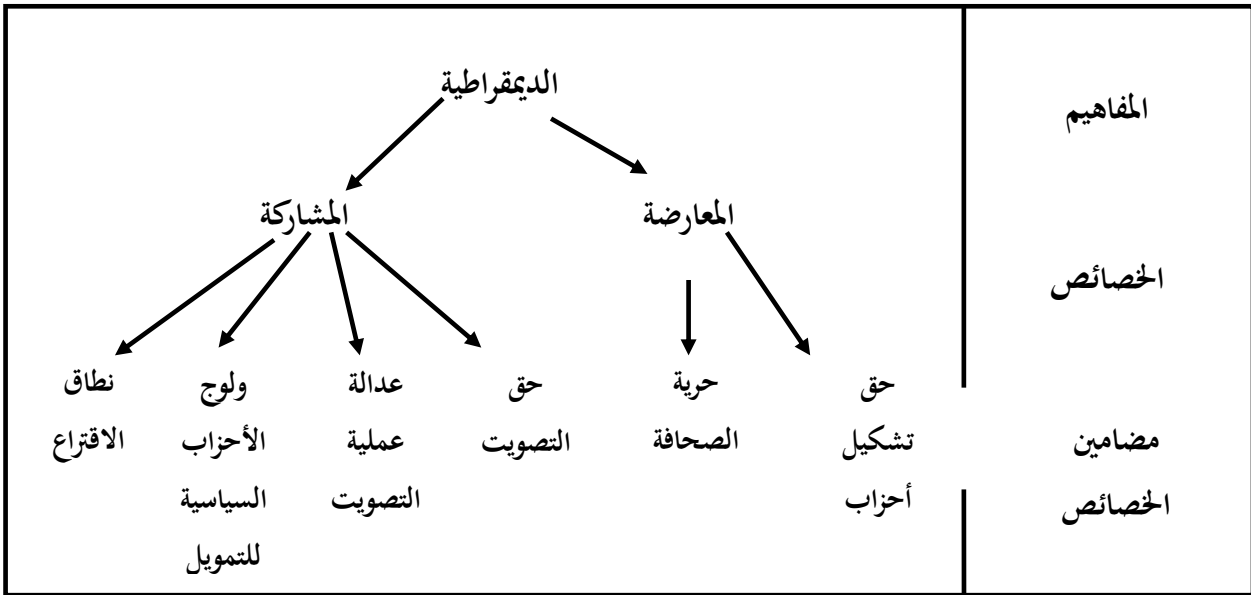 الديمقراطية
المفاهيم
المعارضة
المشاركة
الخصائص
حق
تشكيل
أحزاب
حرية
الصحافة
حق
التصويت
عدالة
عملية
التصويت
ولوج
الأحزاب
السياسية
للتمويل
نطاق
الاقتراع
مضامين
الخصائص